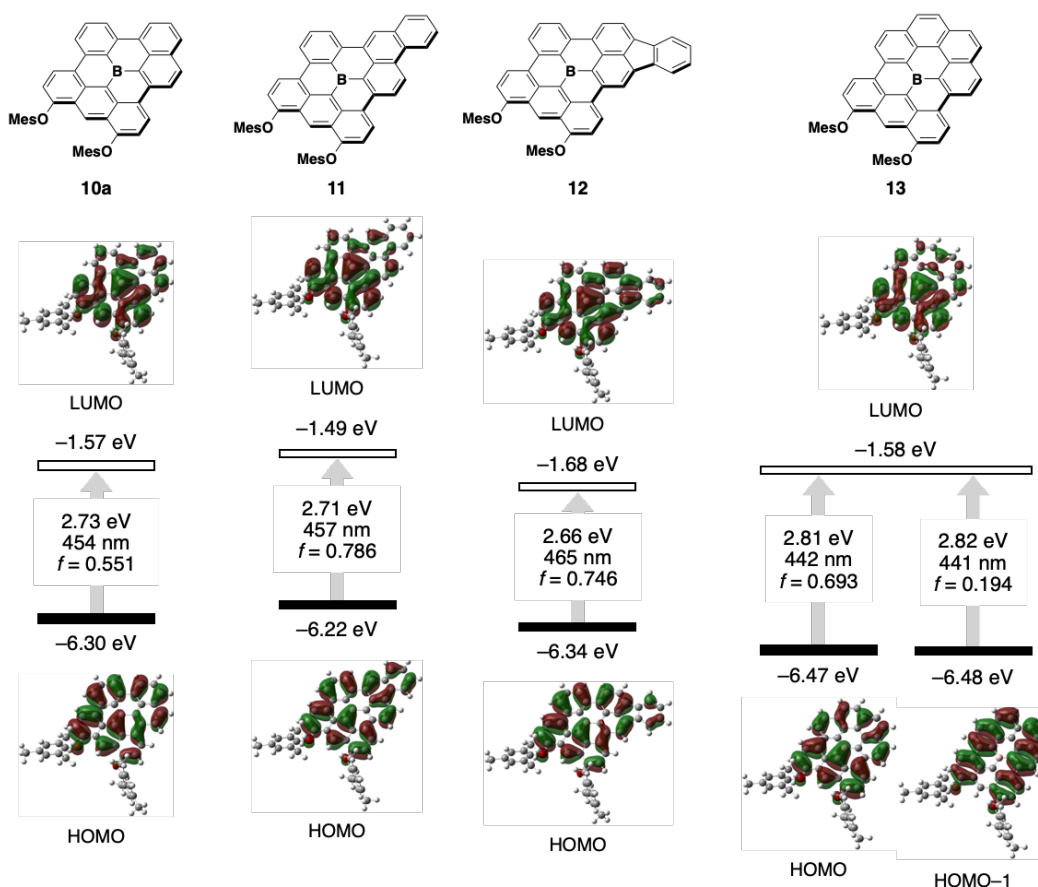 B
MesO
MesO
10a
B
MesO
MesO
11
B
MesO
MesO
12
B
MesO
MesO
13
LUMO
–1.57 eV
2.73 eV
454 nm
f = 0.551
–6.30 eV
HOMO
LUMO
–1.49 eV
2.71 eV
457 nm
f = 0.786
–6.22 eV
HOMO
LUMO
–1.68 eV
2.66 eV
465 nm
f = 0.746
–6.34 eV
HOMO
LUMO
–1.58 eV
2.81 eV
442 nm
f = 0.693
–6.47 eV
HOMO
2.82 eV
441 nm
f = 0.194
–6.48 eV
HOMO–1